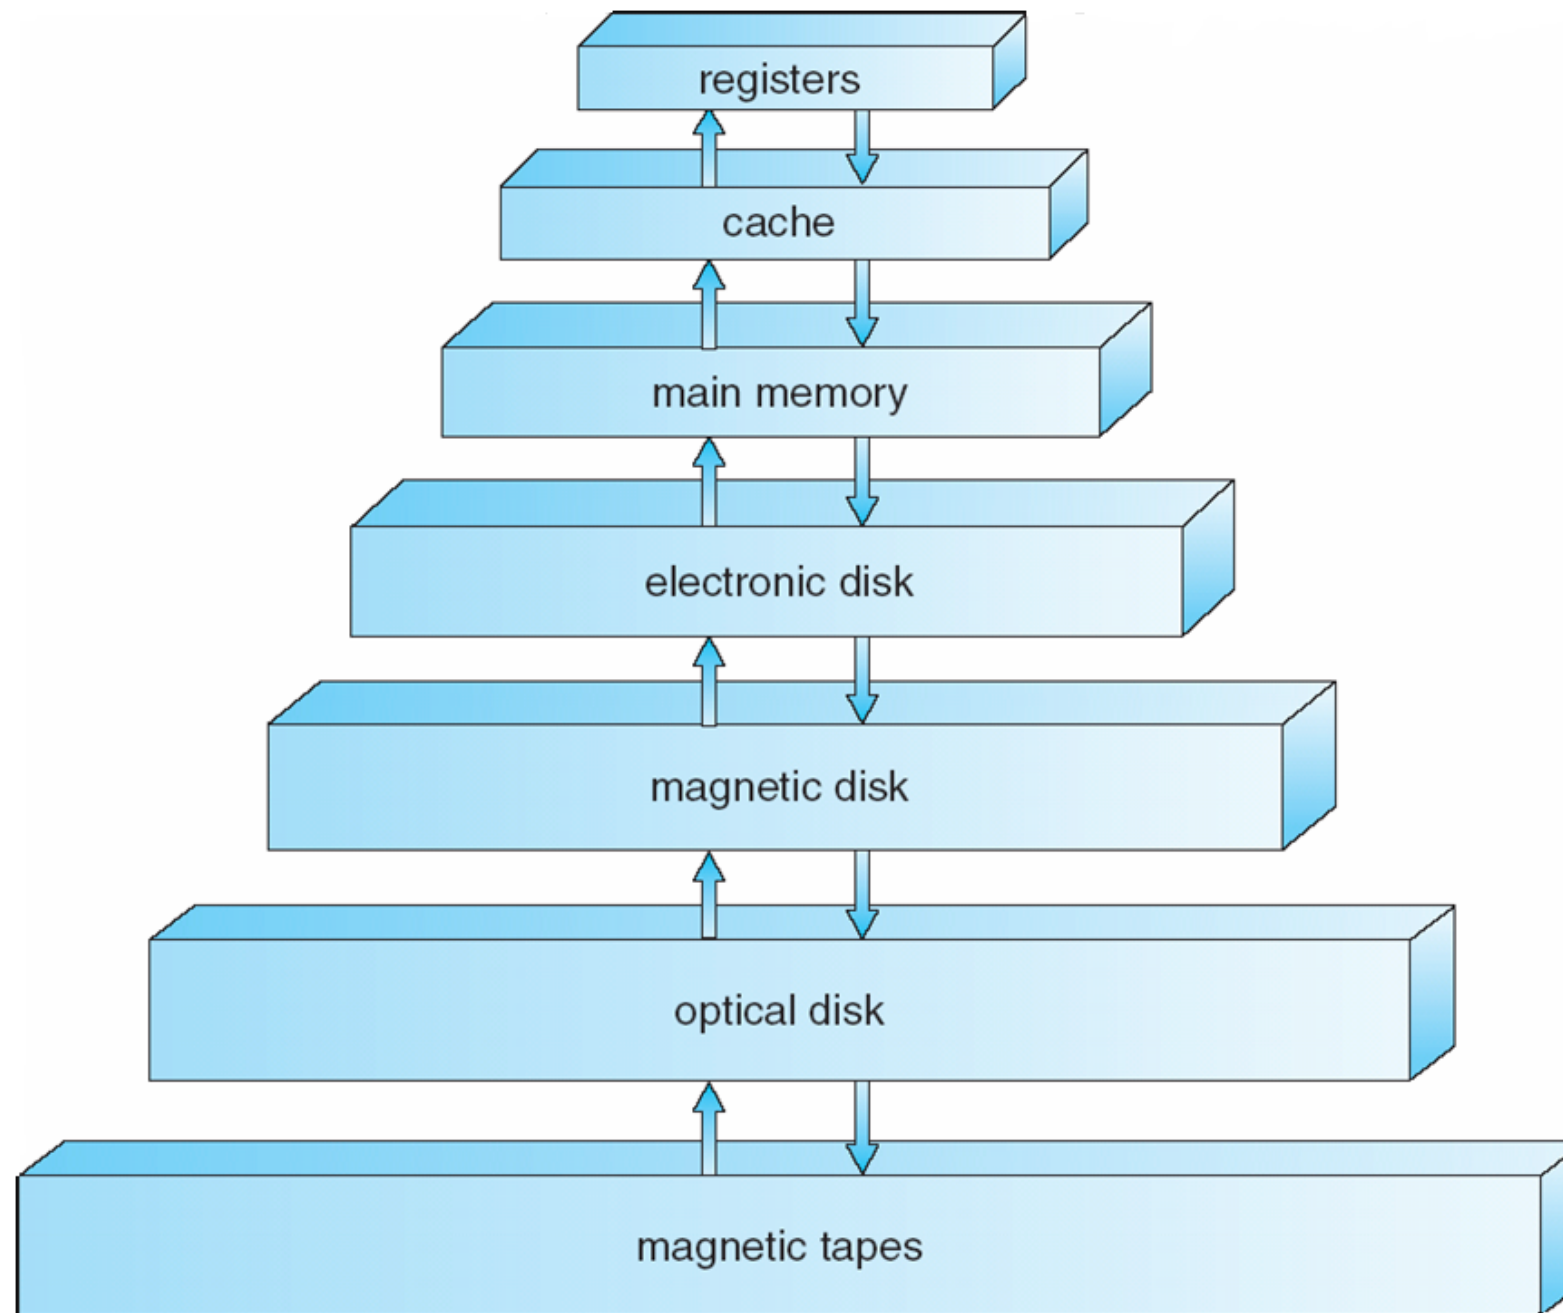 registers
cache
main memory
electronic disk
magnetic disk
optical disk
magnetic tapes